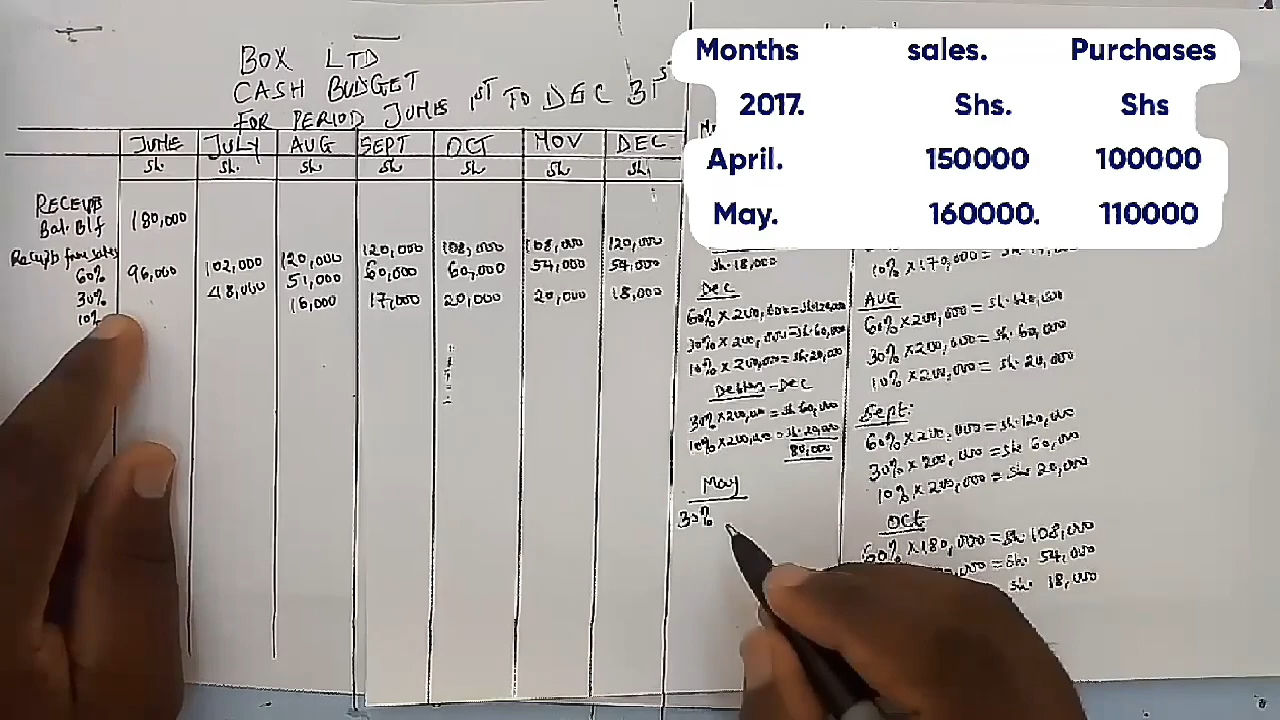 BOX LTD
CASH BUDGET
FOR PERIOD JUNE 1ST TO DEC 31ST
JUNE JULY AUG SEPT OCT NOV DEC
sh. sh. sh sh sh sh sh
RECEIPTS
Bal. B/f 180,000
Receipts from sales
60% 96,000 102,000 120,000 120,000 108,000 108,000 120,000
30% 48,000 51,000 60,000 60,000 54,000 54,000
10% 16,000 17,000 20,000 20,000 18,000
Months sales. Purchases
2017. Shs. Shs
April. 150000 100000
May. 160000. 110000
sh.18,000
Dec
60% x 200,000 = sh.120,000
30% x 200,000 = sh.60,000
10% x 200,000 = sh.20,000
Debtors - Dec
30% x 200,000 = sh.60,000
10% x 200,000 = sh.20,000
80,000
May
30%
10% x 170,000 = sh.
AUG
60% x 200,000 = sh.120,000
30% x 200,000 = sh. 60,000
10% x 200,000 = sh. 20,000
Sept:
60% x 200,000 = sh.120,000
30% x 200,000 = sh 60,000
10% x 200,000 = sh 20,000
Oct
60% x 180,000 = sh 108,000
= sh. 54,000
sh. 18,000